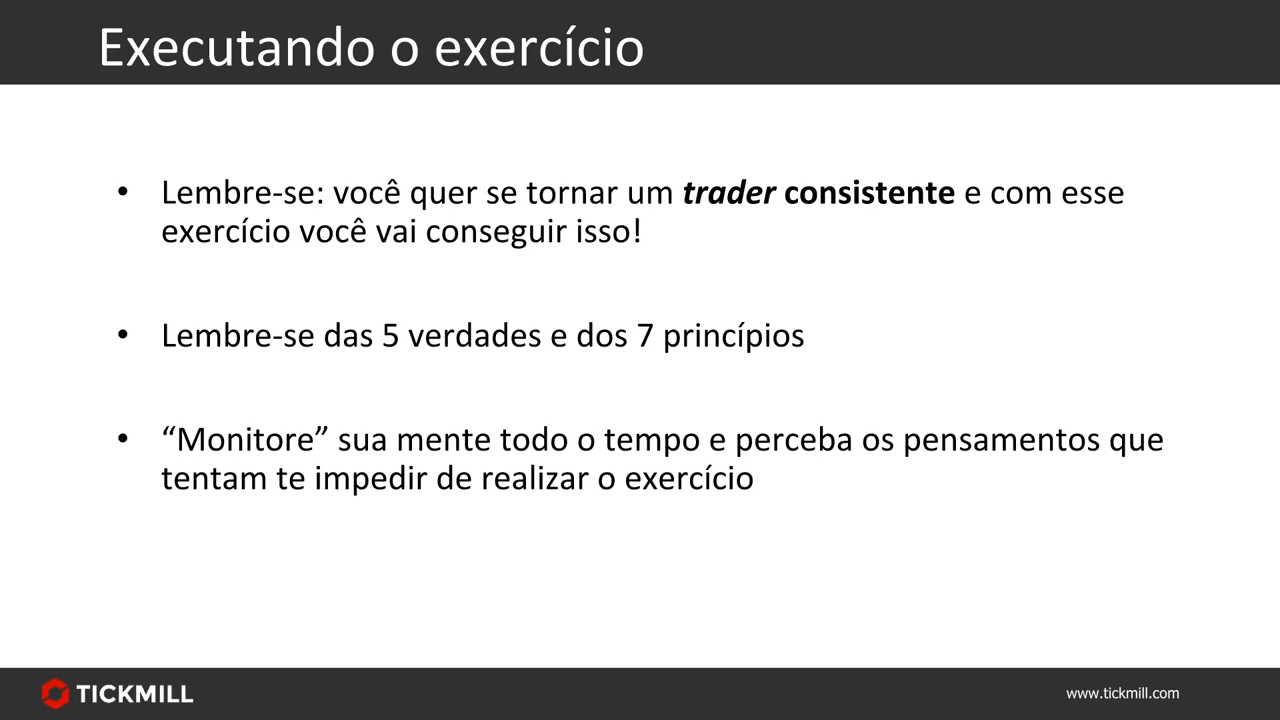 Executando o exercício
• Lembre-se: você quer se tornar um trader consistente e com esse
exercício você vai conseguir isso!
• Lembre-se das 5 verdades e dos 7 princípios
• “Monitore” sua mente todo o tempo e perceba os pensamentos que
tentam te impedir de realizar o exercício
TICKMILL
www.tickmill.com